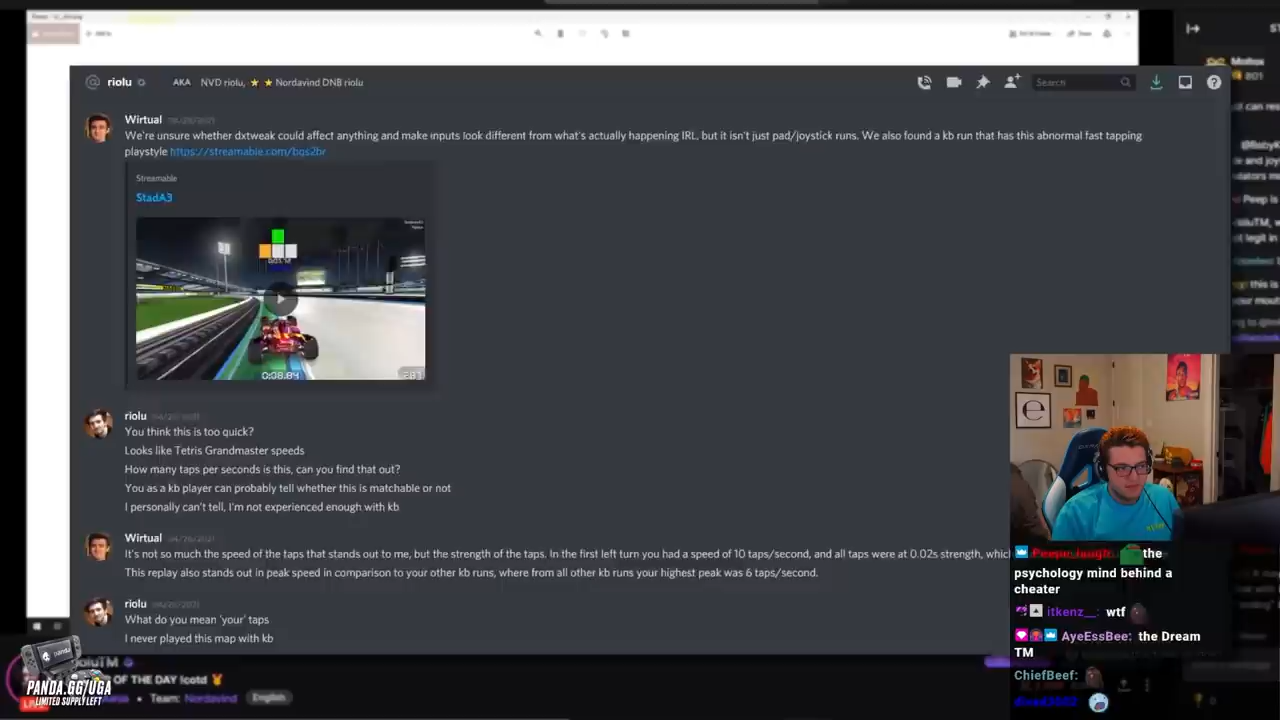 riolu
AKA NVD riolu, Nordavind DNB riolu
Search
Wirtual
We're unsure whether dxtweak could affect anything and make inputs look different from what's actually happening IRL, but it isn't just pad/joystick runs. We also found a kb run that has this abnormal fast tapping
playstyle https://streamable.com/bqs2br
Streamable
StadA3
0:08.84
riolu
You think this is too quick?
Looks like Tetris Grandmaster speeds
How many taps per seconds is this, can you find that out?
You as a kb player can probably tell whether this is matchable or not
I personally can't tell, I'm not experienced enough with kb
Wirtual
It's not so much the speed of the taps that stands out to me, but the strength of the taps. In the first left turn you had a speed of 10 taps/second, and all taps were at 0.02s strength, whic
This replay also stands out in peak speed in comparison to your other kb runs, where from all other kb runs your highest peak was 6 taps/second.
riolu
What do you mean 'your' taps
I never played this map with kb
the
psychology mind behind a
cheater
itkenz__: wtf
AyeEssBee: the Dream
TM
ChiefBeef:
panda
PANDA.GG/UGA
LIMITED SUPPLY LEFT
OF THE DAY !cotd
Team: Nordavind
English